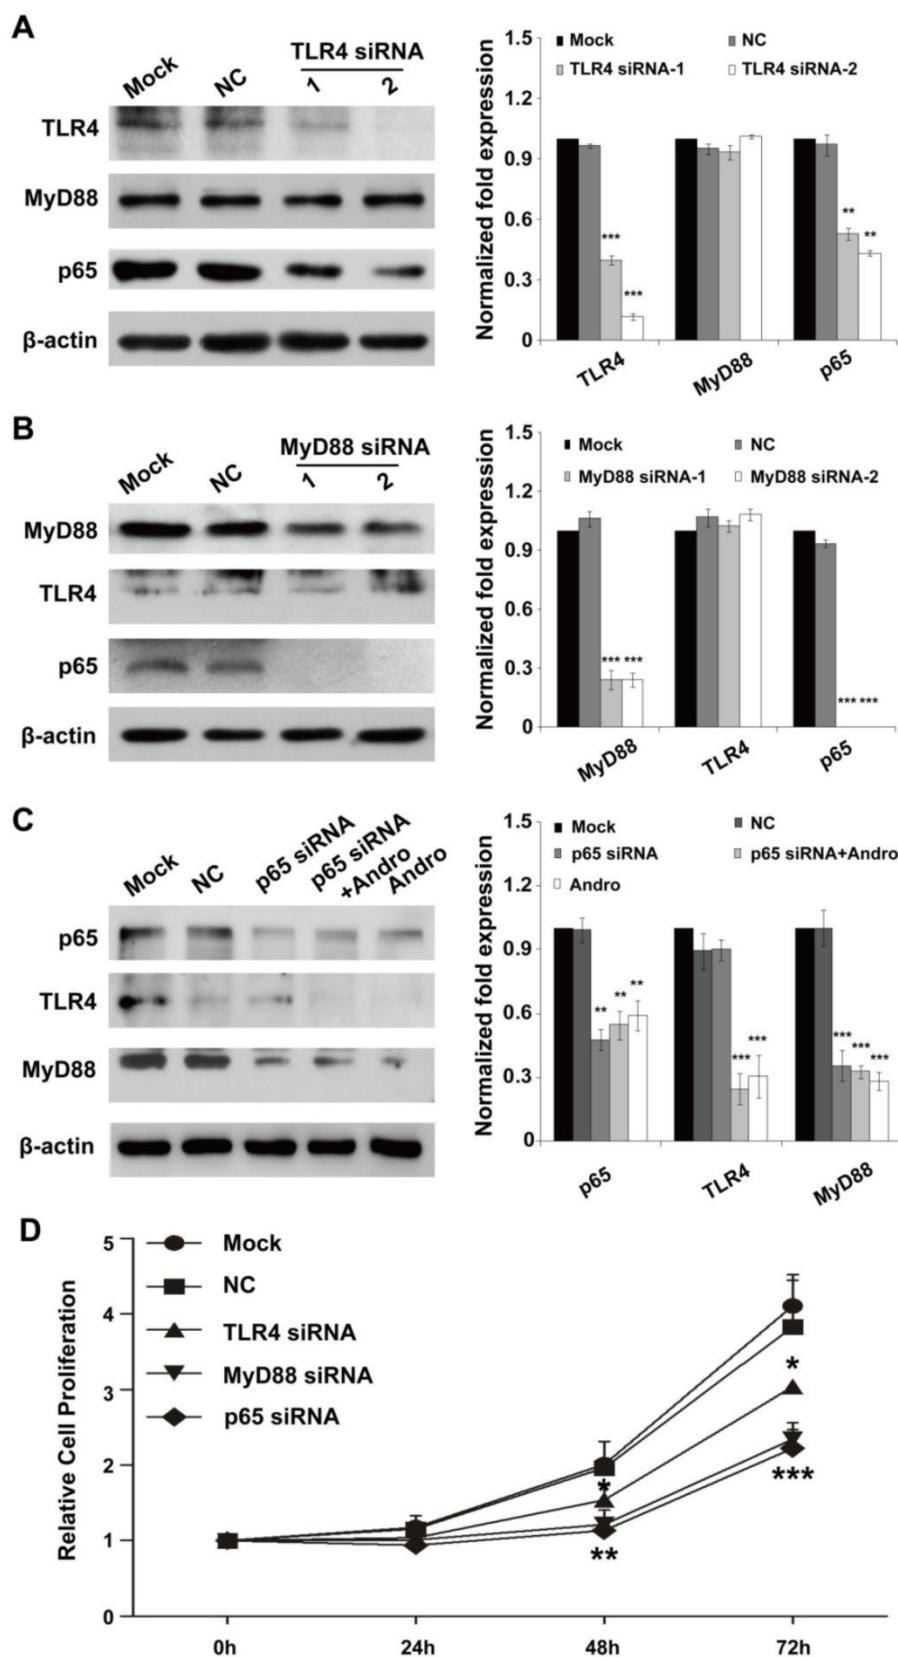 A
Mock
NC
TLR4 siRNA
1
2
TLR4
MyD88
p65
β-actin
Normalized fold expression
1.5
1.2
0.9
0.6
0.3
0
Mock
NC
TLR4 siRNA-1
TLR4 siRNA-2
***
***
**
**
TLR4
MyD88
p65
B
Mock
NC
MyD88 siRNA
1
2
MyD88
TLR4
p65
β-actin
Normalized fold expression
1.5
1.2
0.9
0.6
0.3
0
Mock
NC
MyD88 siRNA-1
MyD88 siRNA-2
*** ***
*** ***
MyD88
TLR4
p65
C
Mock
NC
p65 siRNA
p65 siRNA
+Andro
Andro
p65
TLR4
MyD88
β-actin
Normalized fold expression
1.5
1.2
0.9
0.6
0.3
0
Mock
NC
p65 siRNA
p65 siRNA+Andro
Andro
**
**
**
***
***
***
***
***
p65
TLR4
MyD88
D
Relative Cell Proliferation
5
4
3
2
1
0
Mock
NC
TLR4 siRNA
MyD88 siRNA
p65 siRNA
*
**
*
***
0h
24h
48h
72h